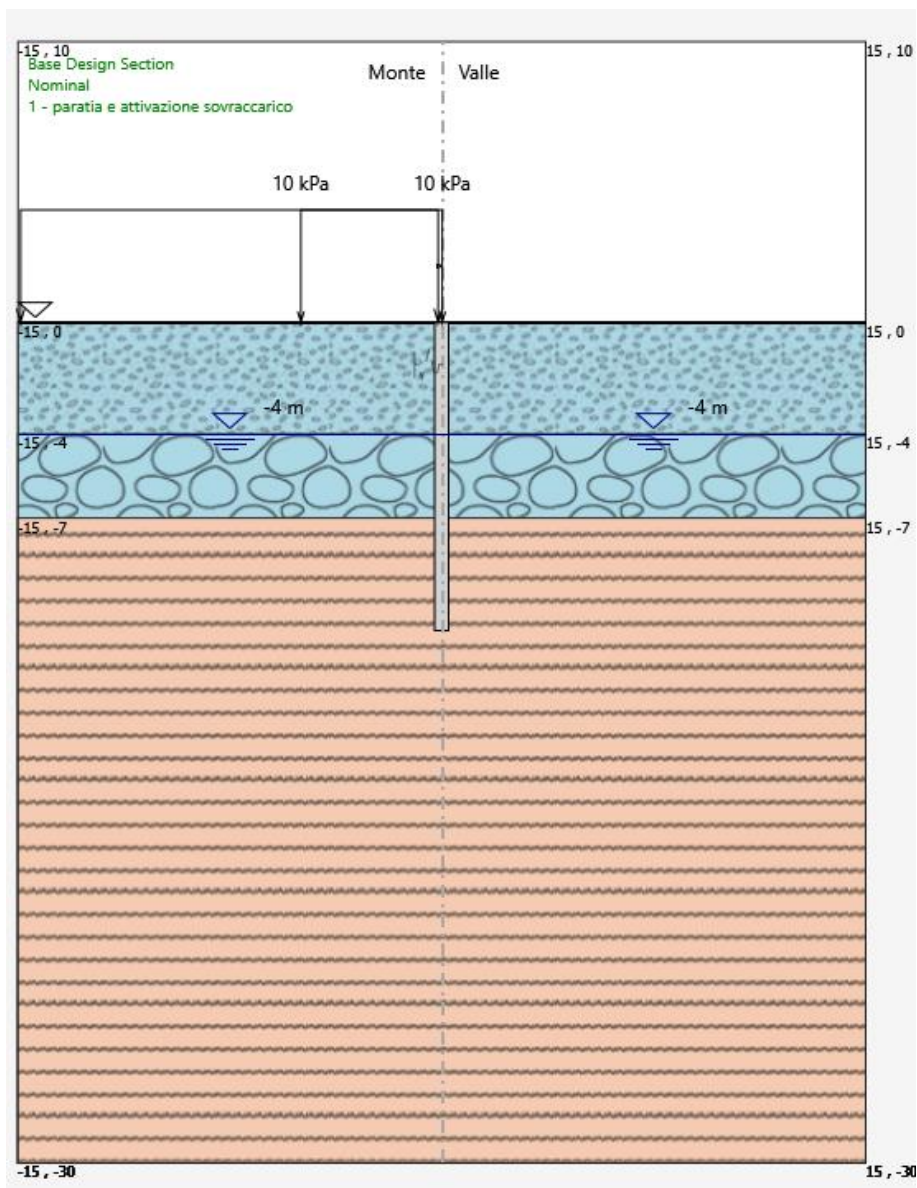 -15 , 10
15 , 10
Base Design Section
Monte
Valle
Nominal
1 - paratia e attivazione sovraccarico
10 kPa
10 kPa
-15 , 0
15 , 0
-4 m
-4 m
-15 , -4
15 , -4
-15 , -7
15 , -7
-15 , -30
15 , -30